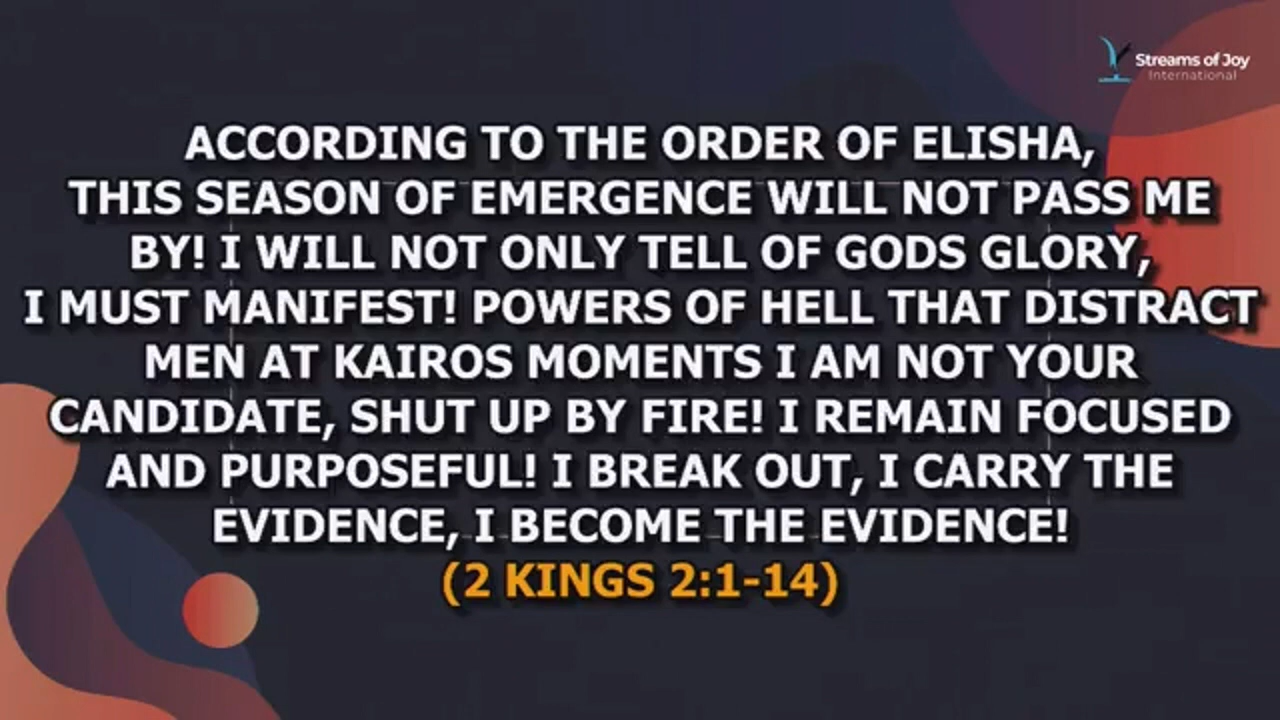 Streams of Joy
International
ACCORDING TO THE ORDER OF ELISHA,
THIS SEASON OF EMERGENCE WILL NOT PASS ME
BY! I WILL NOT ONLY TELL OF GODS GLORY,
I MUST MANIFEST! POWERS OF HELL THAT DISTRACT
MEN AT KAIROS MOMENTS I AM NOT YOUR
CANDIDATE, SHUT UP BY FIRE! I REMAIN FOCUSED
AND PURPOSEFUL! I BREAK OUT, I CARRY THE
EVIDENCE, I BECOME THE EVIDENCE!
(2 KINGS 2:1-14)